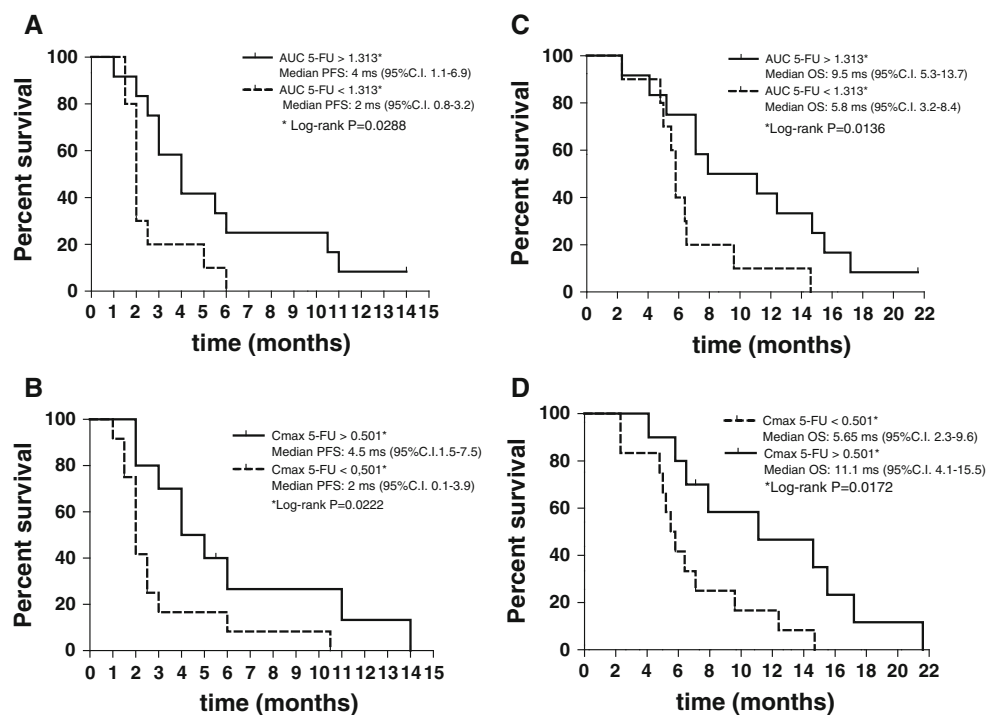 A
Percent survival
100
80
60
40
20
0
AUC 5-FU > 1.313*
Median PFS: 4 ms (95%C.I. 1.1-6.9)
AUC 5-FU < 1.313*
Median PFS: 2 ms (95%C.I. 0.8-3.2)
* Log-rank P=0.0288
0 1 2 3 4 5 6 7 8 9 10 11 12 13 14 15
time (months)
C
Percent survival
100
80
60
40
20
0
AUC 5-FU > 1.313*
Median OS: 9.5 ms (95%C.I. 5.3-13.7)
AUC 5-FU < 1.313*
Median OS: 5.8 ms (95%C.I. 3.2-8.4)
*Log-rank P=0.0136
0 2 4 6 8 10 12 14 16 18 20 22
time (months)
B
Percent survival
100
80
60
40
20
0
Cmax 5-FU > 0.501*
Median PFS: 4.5 ms (95%C.I.1.5-7.5)
Cmax 5-FU < 0,501*
Median PFS: 2 ms (95%C.I. 0.1-3.9)
*Log-rank P=0.0222
0 1 2 3 4 5 6 7 8 9 10 11 12 13 14 15
time (months)
D
Percent survival
100
80
60
40
20
0
Cmax 5-FU < 0.501*
Median OS: 5.65 ms (95%C.I. 2.3-9.6)
Cmax 5-FU > 0.501*
Median OS: 11.1 ms (95%C.I. 4.1-15.5)
*Log-rank P=0.0172
0 2 4 6 8 10 12 14 16 18 20 22
time (months)